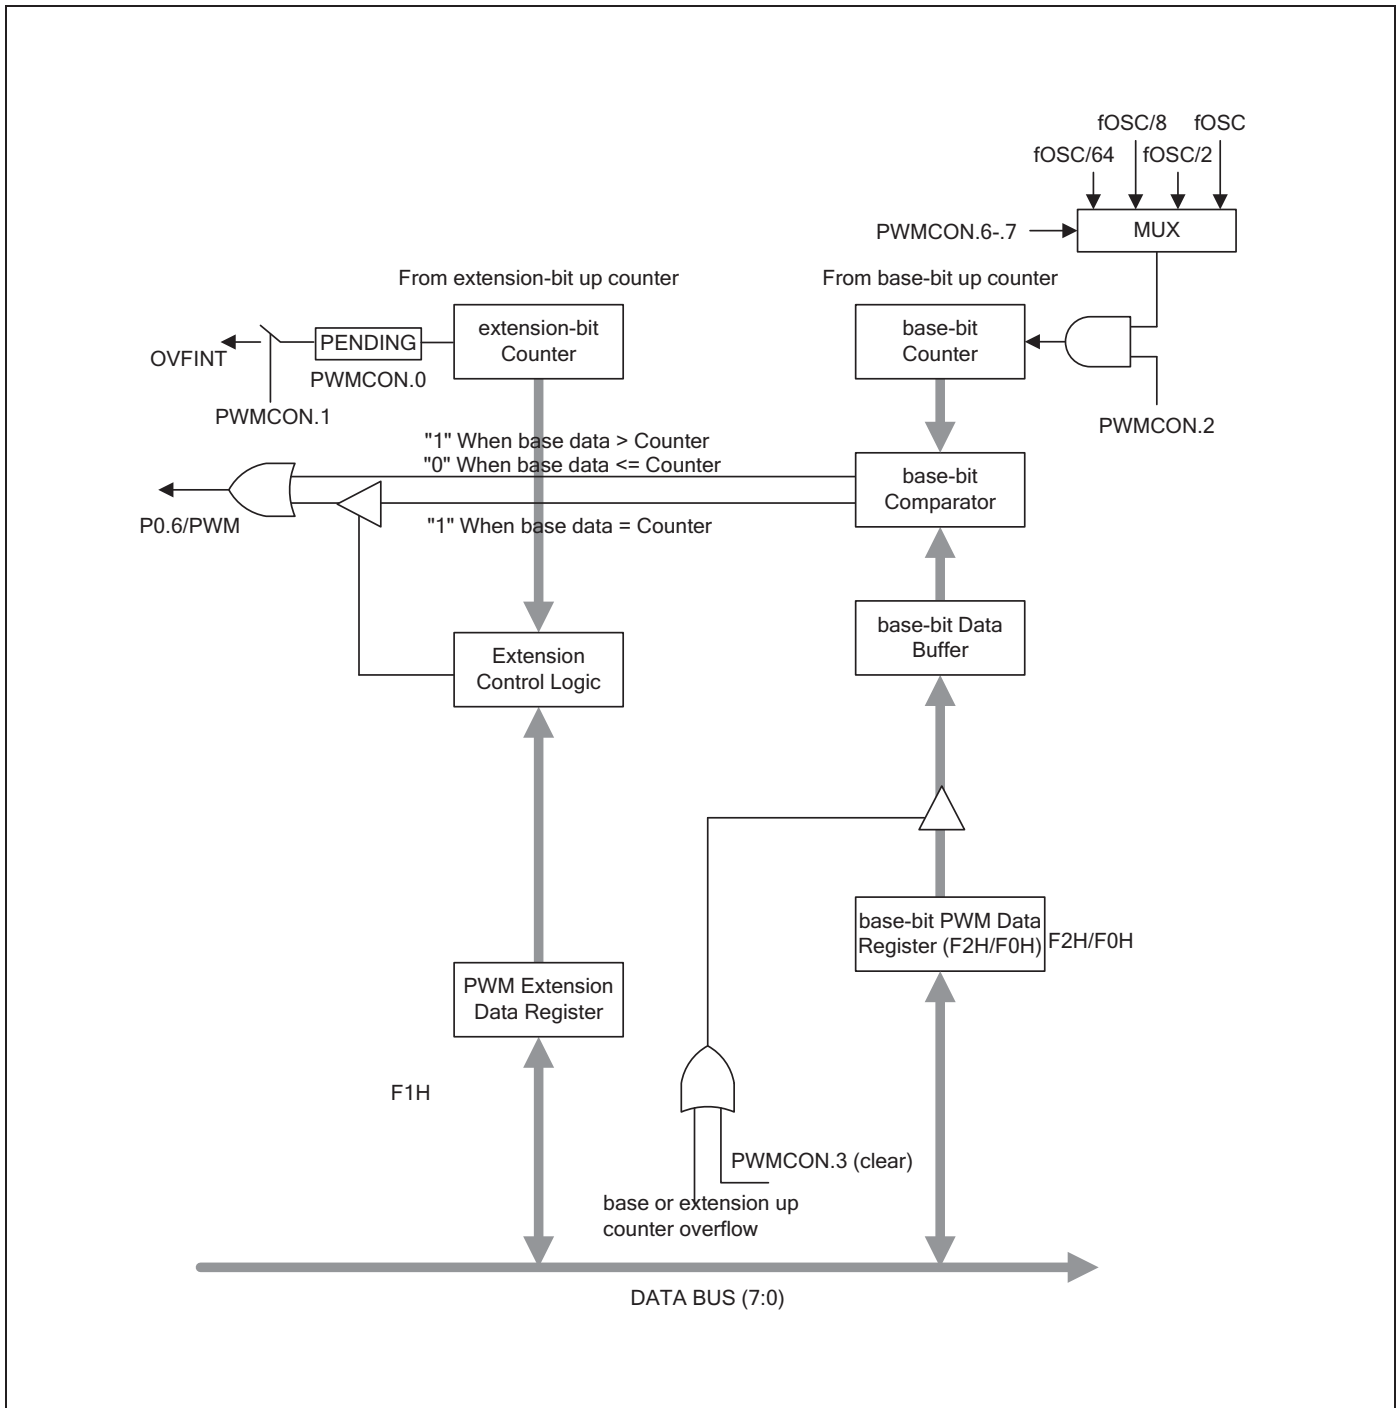 fOSC/8 fOSC
fOSC/64 fOSC/2
PWMCON.6-.7
MUX
From extension-bit up counter
From base-bit up counter
extension-bit
Counter
base-bit
Counter
PENDING
OVFINT
PWMCON.0
PWMCON.1
PWMCON.2
"1" When base data > Counter
"0" When base data <= Counter
base-bit
Comparator
P0.6/PWM
"1" When base data = Counter
base-bit Data
Buffer
Extension
Control Logic
base-bit PWM Data
Register (F2H/F0H)
F2H/F0H
PWM Extension
Data Register
F1H
PWMCON.3 (clear)
base or extension up
counter overflow
DATA BUS (7:0)